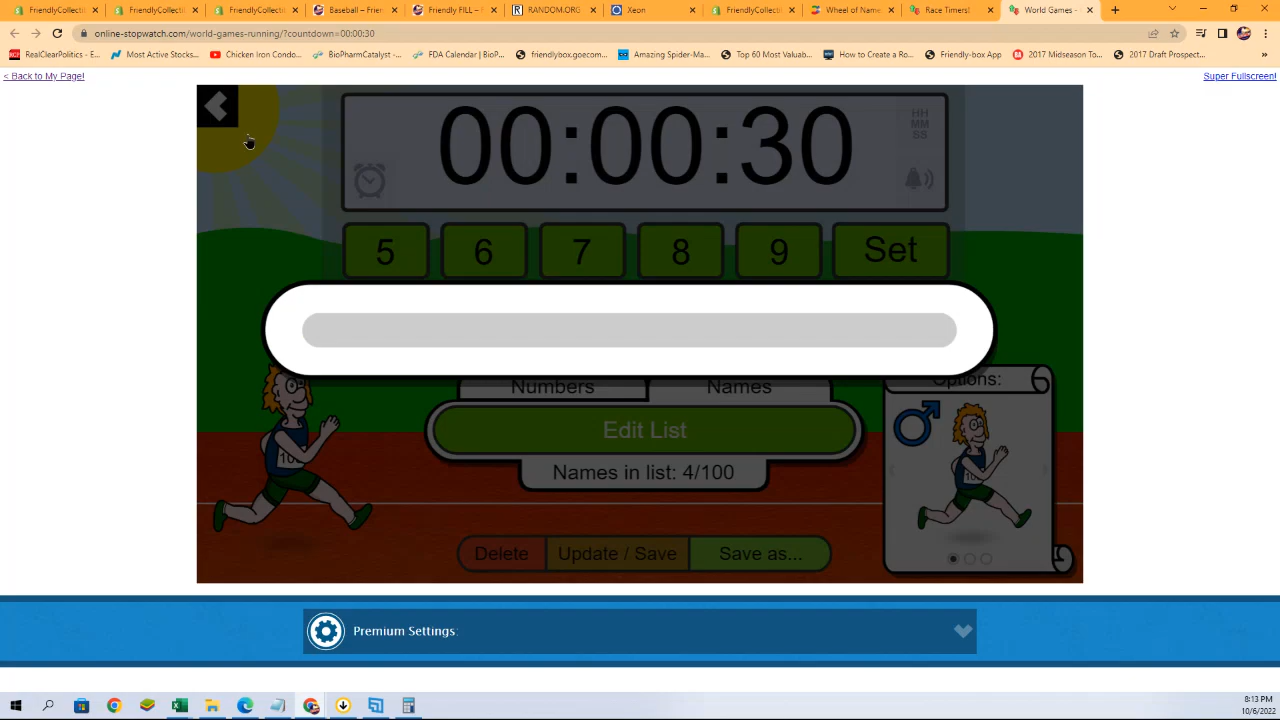 FriendlyCollecti
FriendlyCollecti
FriendlyCollecti
Baseball – Frien
Friendly FILL – F
RANDOM.ORG
Xeon
FriendlyCollecti
Wheel of Name
Race Timers!
World Games -
online-stopwatch.com/world-games-running/?countdown=00:00:30
RealClearPolitics -...
Most Active Stocks...
Chicken Iron Condo...
BioPharmCatalyst -...
FDA Calendar | BioP...
friendlybox.goecom...
Amazing Spider-Ma...
Top 60 Most Valuab...
How to Create a Ro...
Friendly-box App
2017 Midseason To...
2017 Draft Prospect...
< Back to My Page!
Super Fullscreen!
00:00:30
HH
MM
SS
5 6 7 8 9 Set
Numbers Names
Options:
Edit List
Names in list: 4/100
Delete Update / Save Save as...
Premium Settings:
8:13 PM
10/6/2022